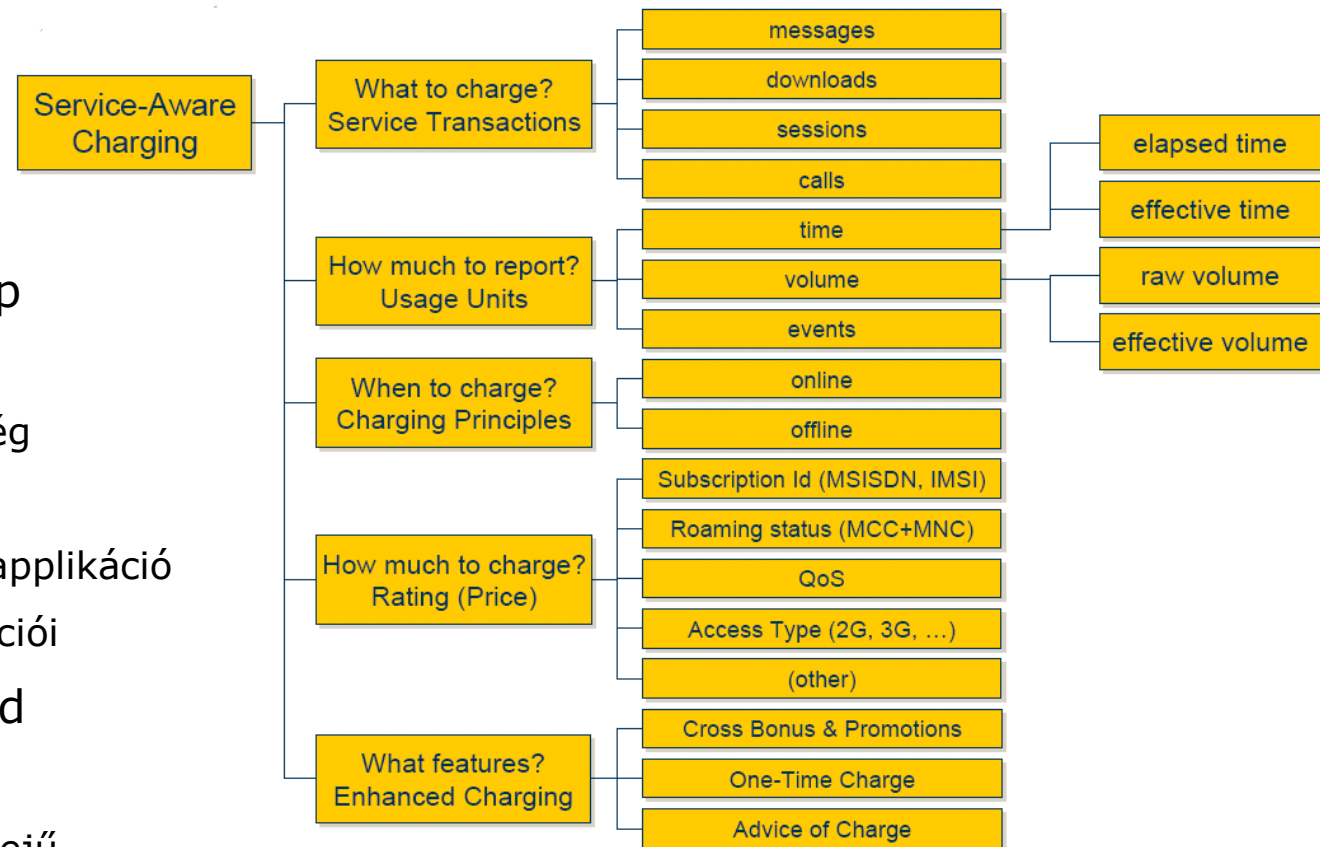 Service-Aware
Charging
What to charge?
Service Transactions
messages
downloads
sessions
calls
How much to report?
Usage Units
time
volume
events
elapsed time
effective time
raw volume
effective volume
When to charge?
Charging Principles
online
offline
How much to charge?
Rating (Price)
Subscription Id (MSISDN, IMSI)
Roaming status (MCC+MNC)
QoS
Access Type (2G, 3G, …)
(other)
What features?
Enhanced Charging
Cross Bonus & Promotions
One-Time Charge
Advice of Charge
p
ég
applikáció
ciói
d